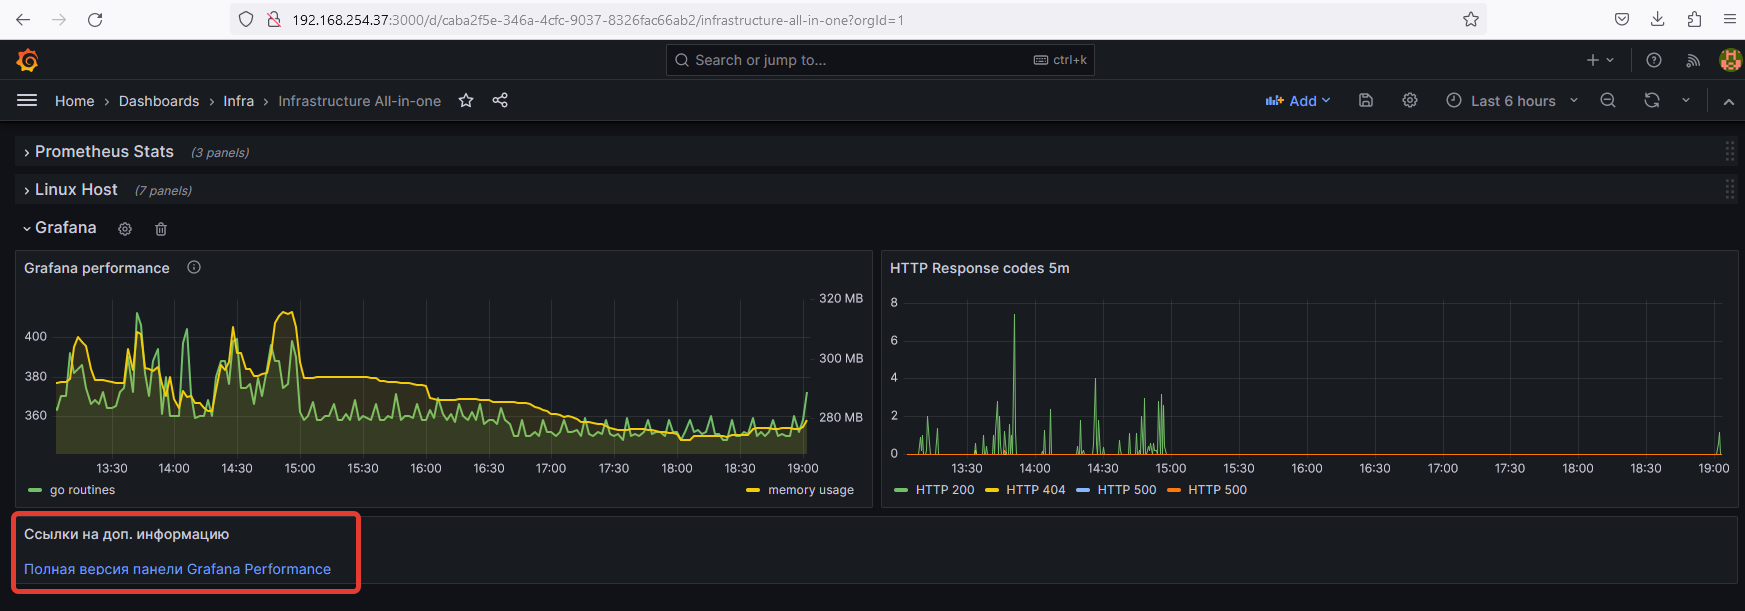 192.168.254.37:3000/d/caba2f5e-346a-4cfc-9037-8326fac66ab2/infrastructure-all-in-one?orgId=1
Search or jump to... ctrl+k
Home › Dashboards › Infra › Infrastructure All-in-one Add Last 6 hours
Prometheus Stats (3 panels)
Linux Host (7 panels)
Grafana
Grafana performance
320 MB
400
300 MB
380
360
280 MB
13:30 14:00 14:30 15:00 15:30 16:00 16:30 17:00 17:30 18:00 18:30 19:00
go routines memory usage
HTTP Response codes 5m
8
6
4
2
0
13:30 14:00 14:30 15:00 15:30 16:00 16:30 17:00 17:30 18:00 18:30 19:00
HTTP 200 HTTP 404 HTTP 500 HTTP 500
Ссылки на доп. информацию
Полная версия панели Grafana Performance